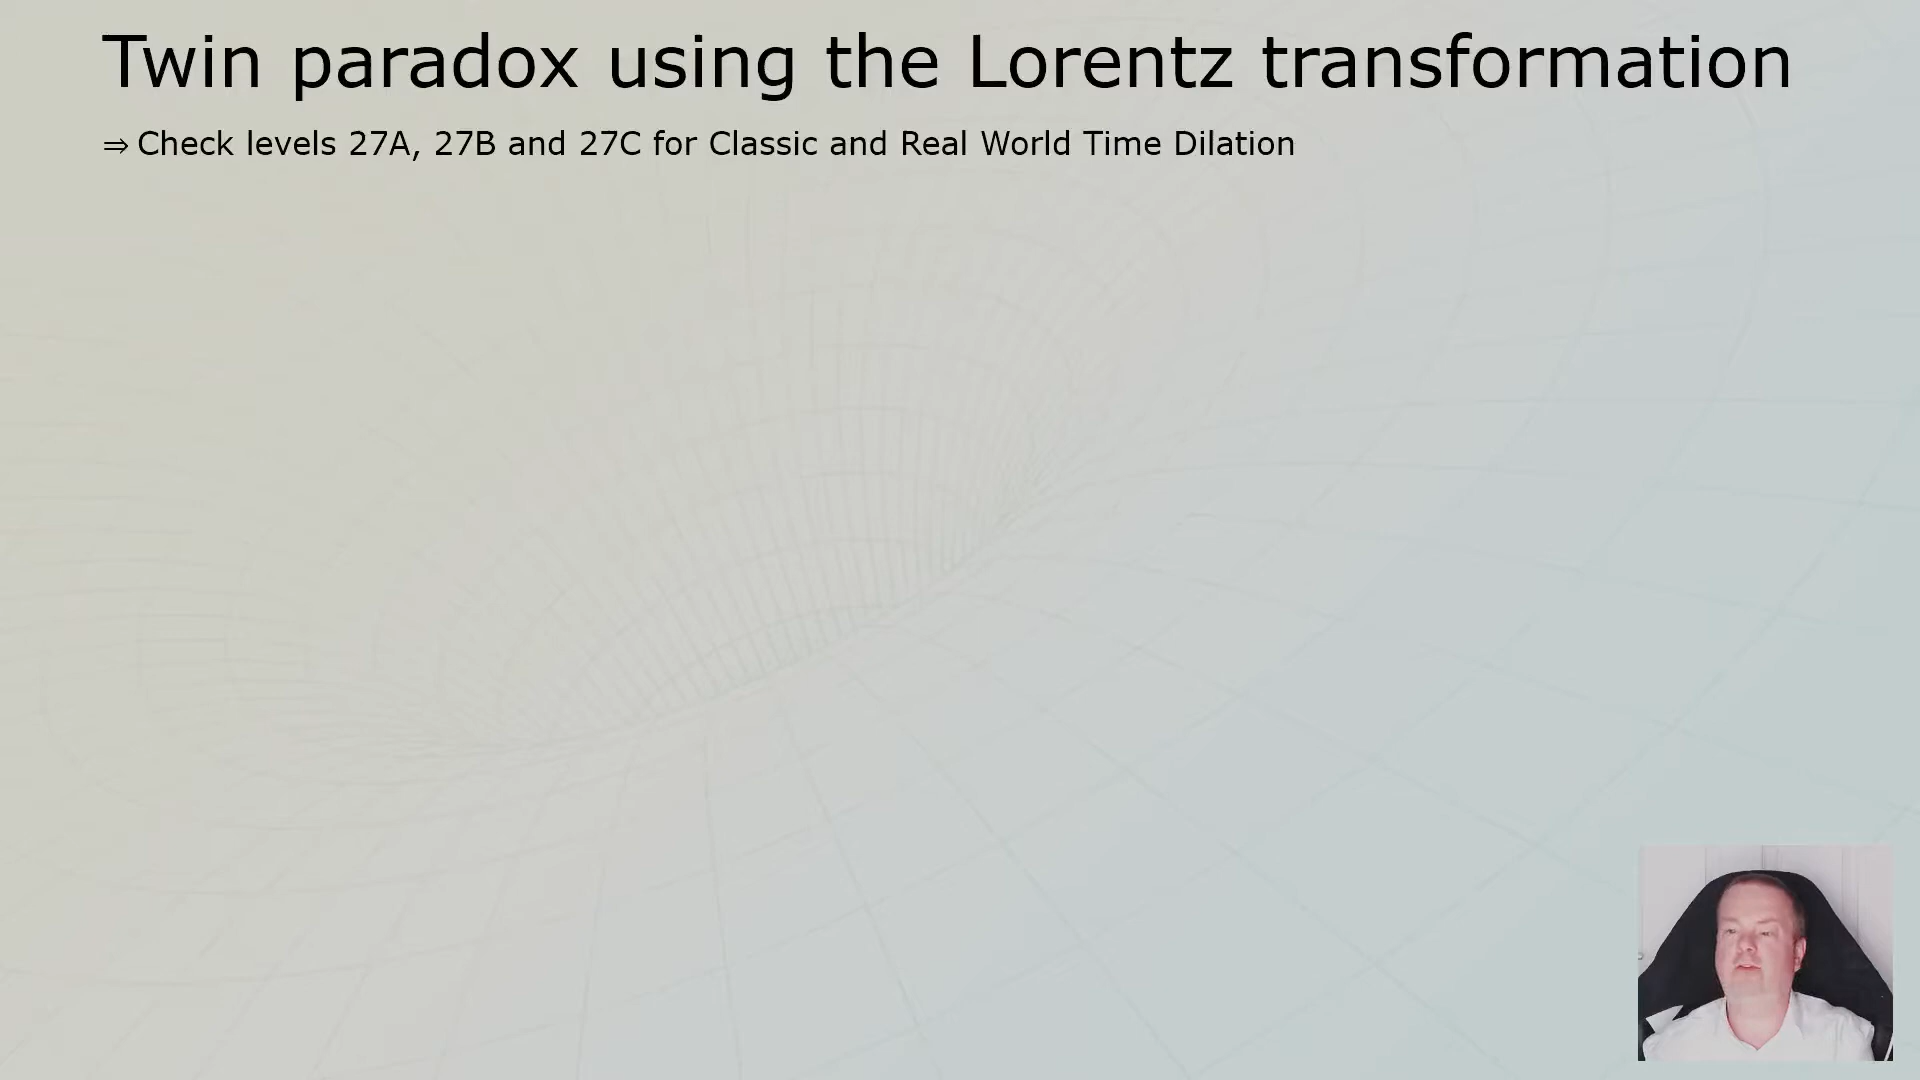 Twin paradox using the Lorentz transformation
⇒ Check levels 27A, 27B and 27C for Classic and Real World Time Dilation